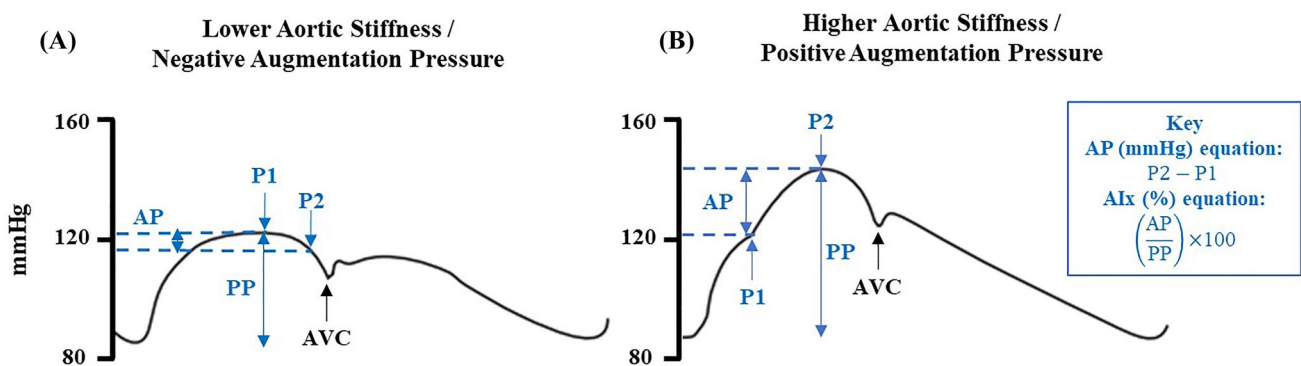 (A)
Lower Aortic Stiffness /
Negative Augmentation Pressure
mmHg
160
120
80
AP
P1
P2
PP
AVC
(B)
Higher Aortic Stiffness /
Positive Augmentation Pressure
160
120
80
P2
AP
P1
PP
AVC
Key
AP (mmHg) equation:
P2 − P1
AIx (%) equation:
(AP/PP) ×100